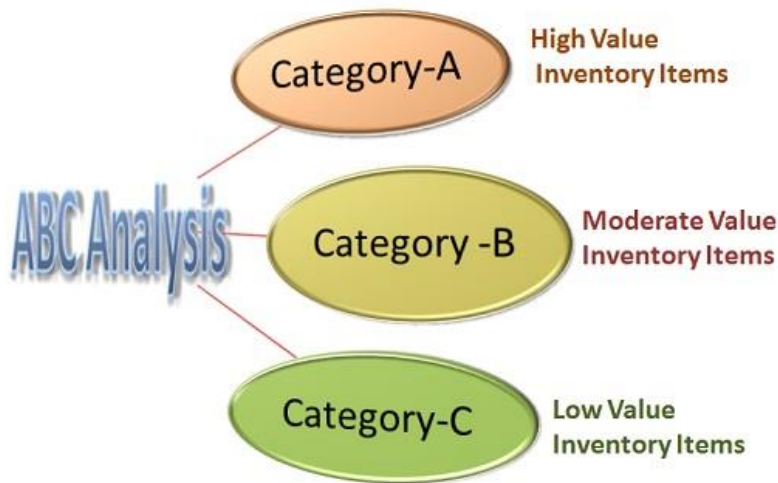 ABC Analysis
Category-A
High Value
Inventory Items
Category -B
Moderate Value
Inventory Items
Category-C
Low Value
Inventory Items